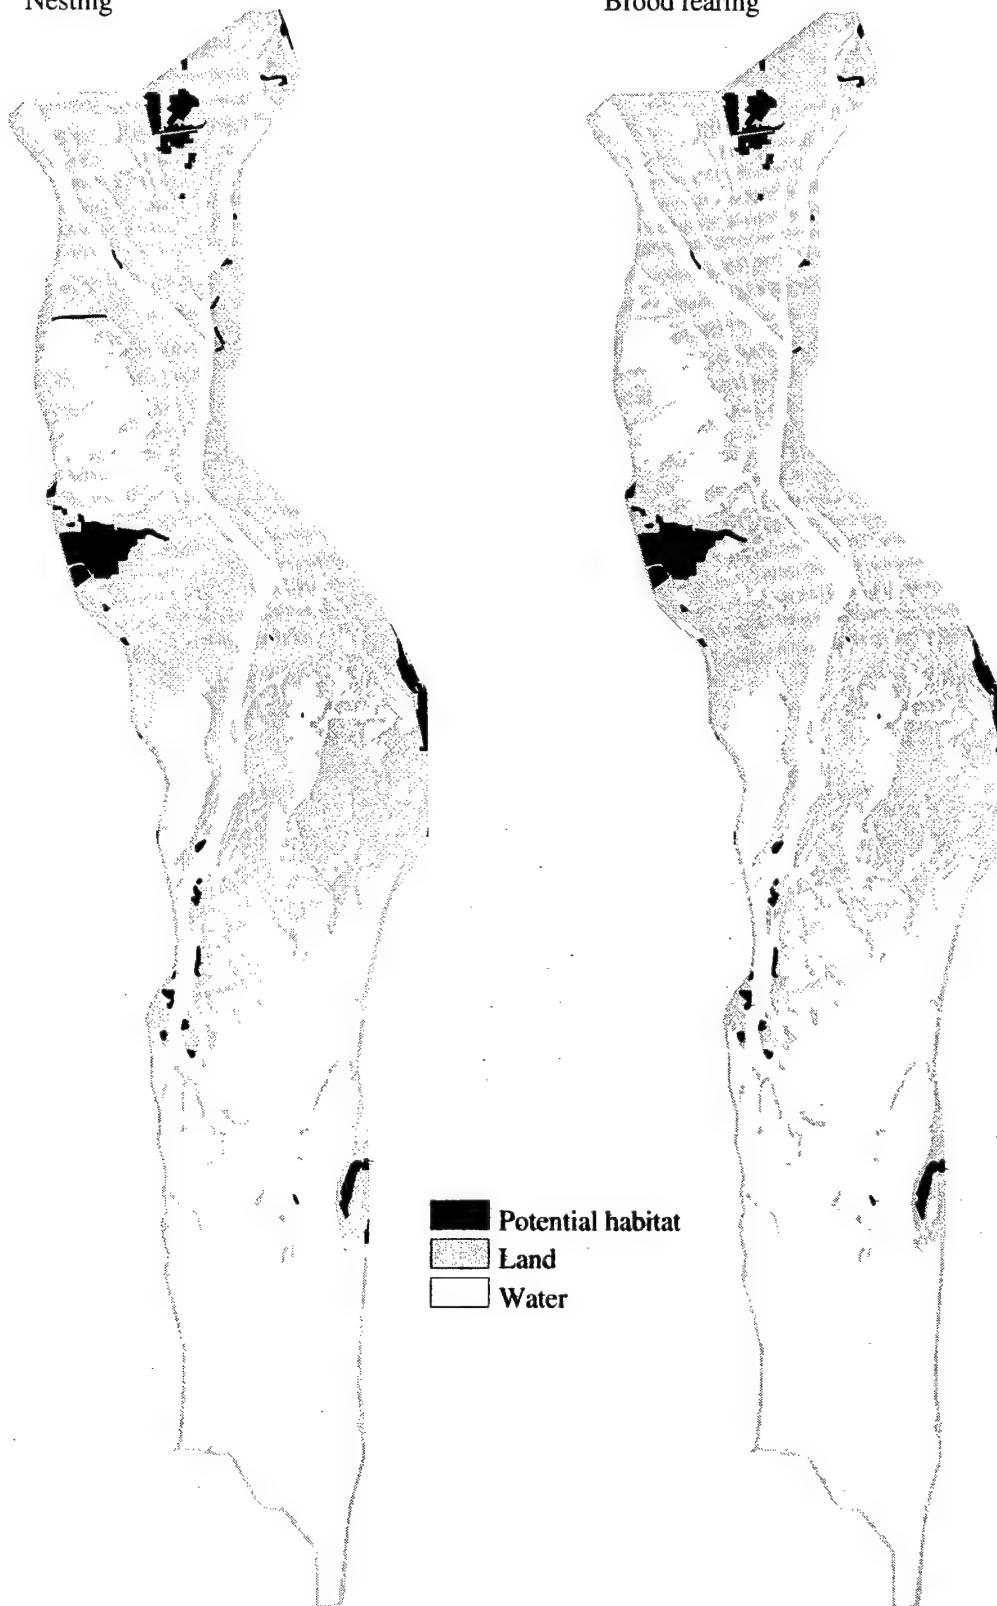 Nesting
Brood rearing
Potential habitat
Land
Water